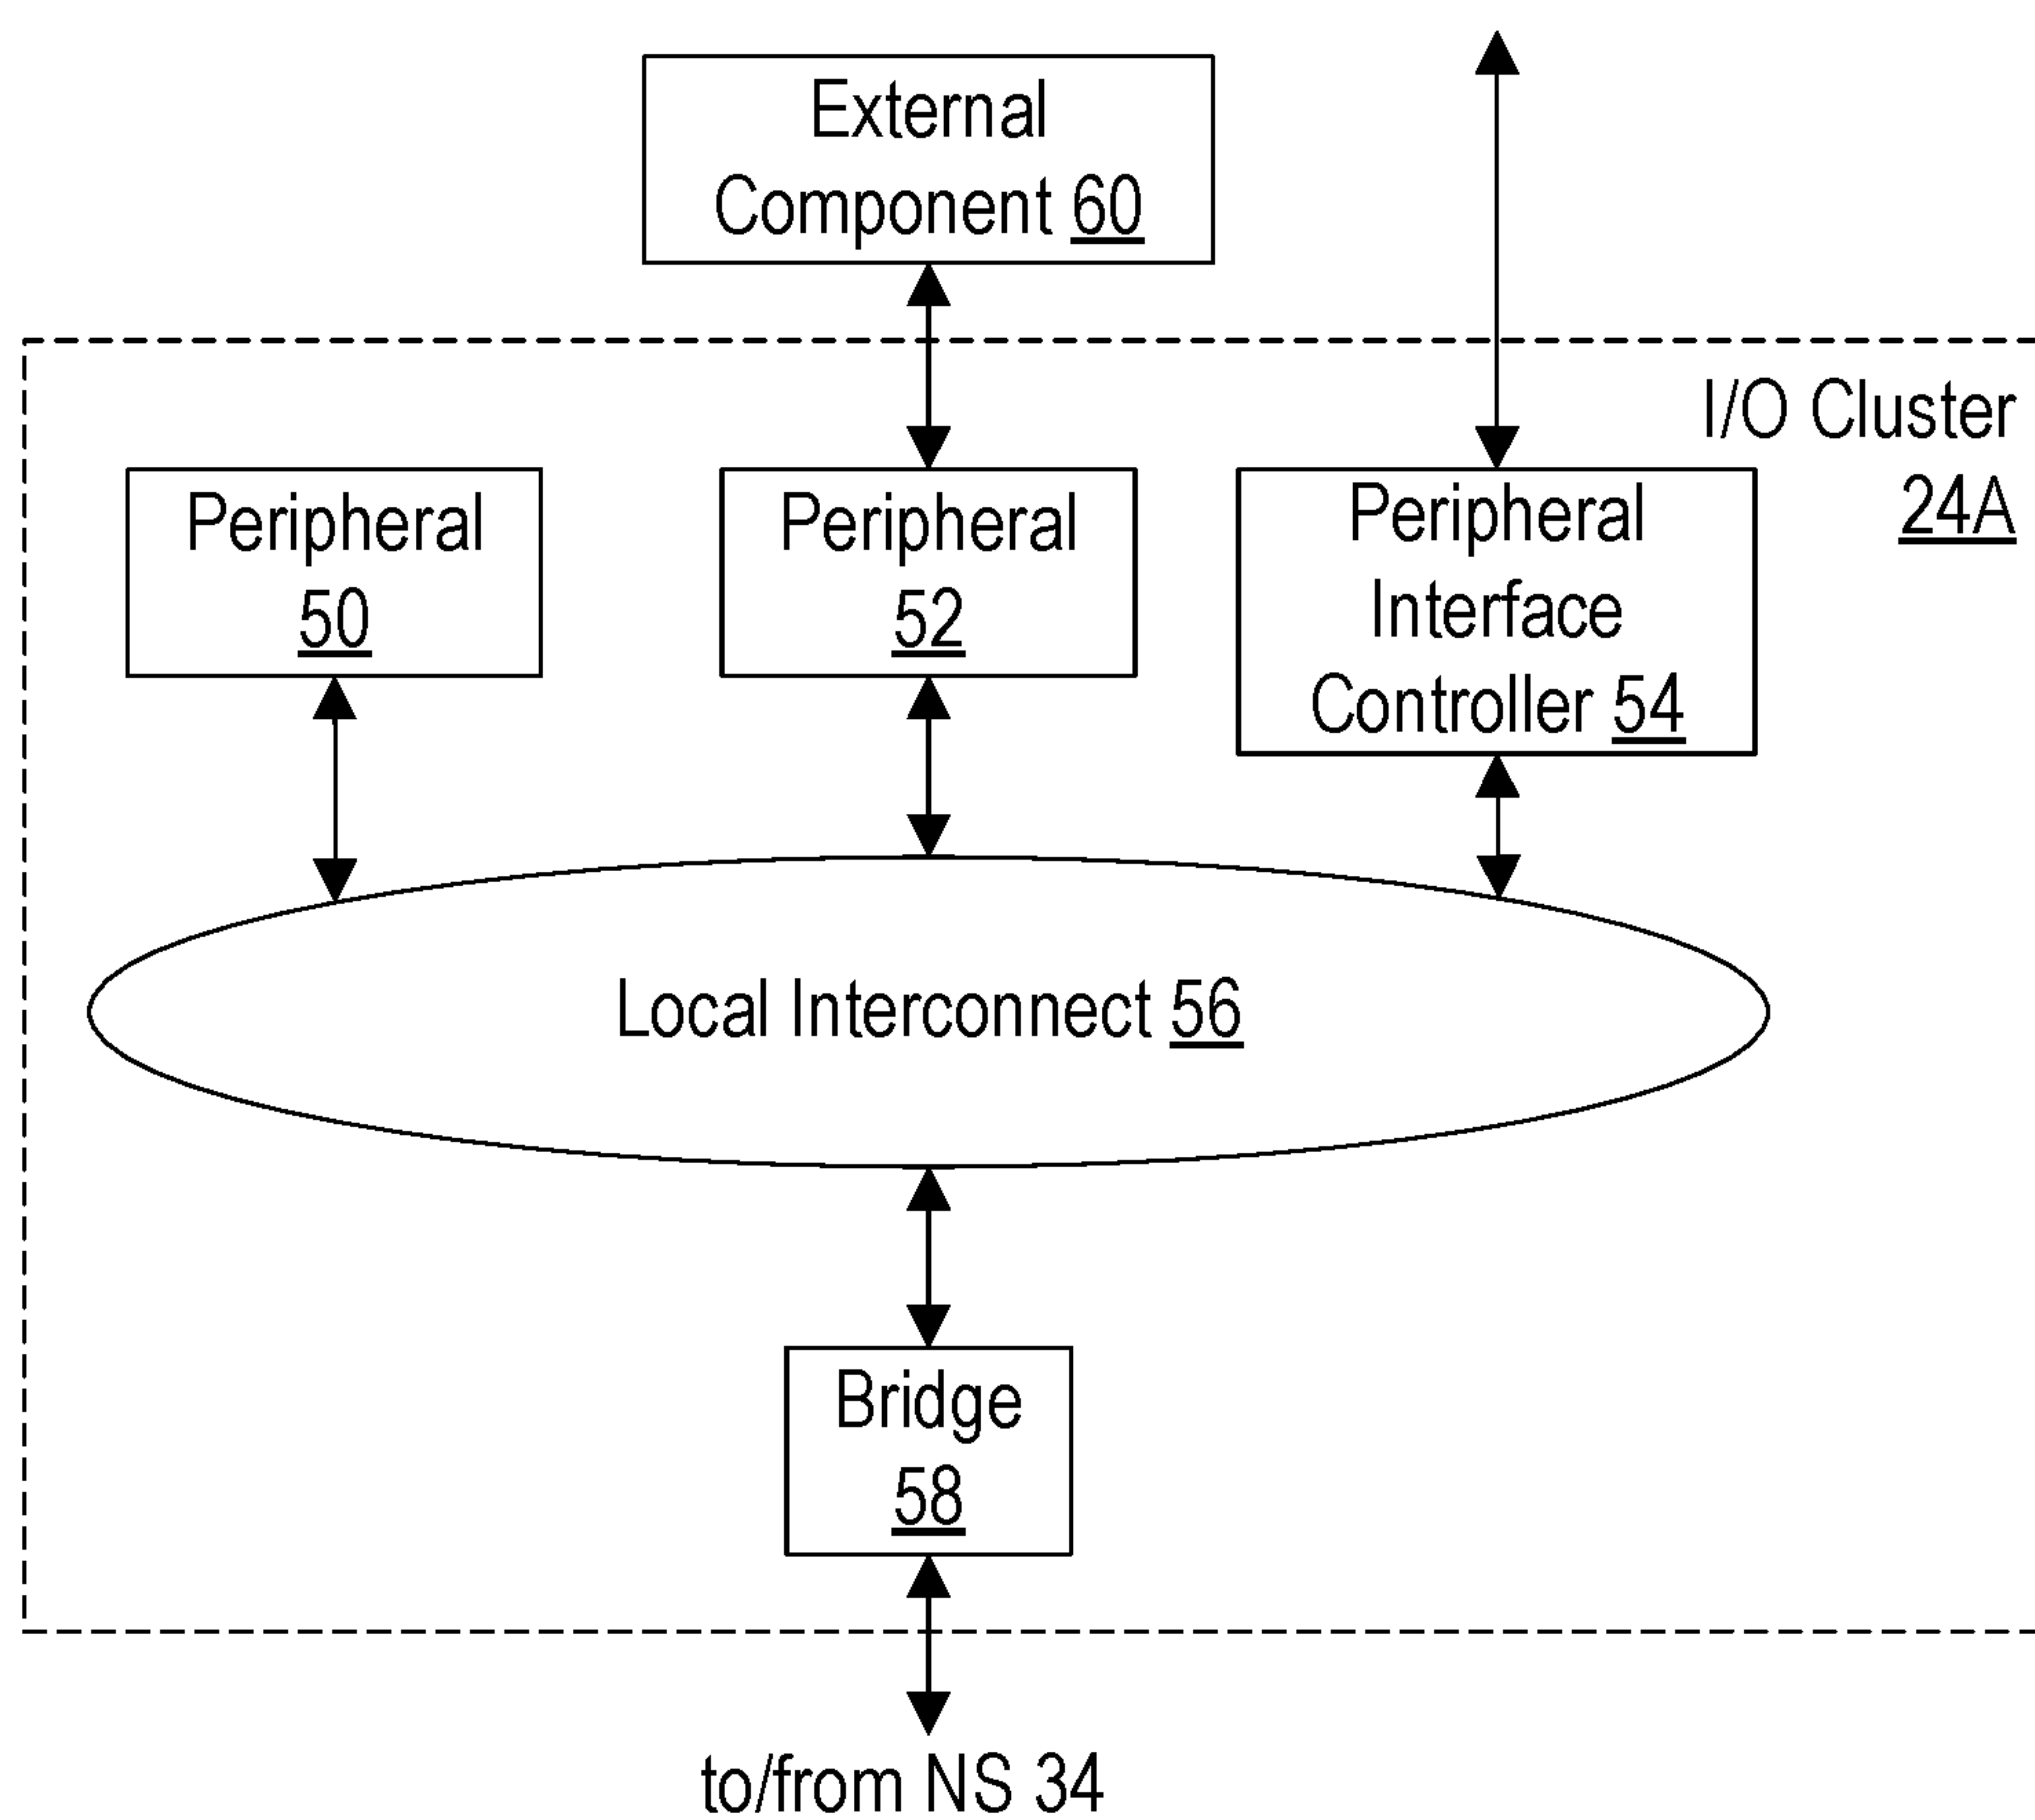 External
Component 60
I/O Cluster
24A
Peripheral
50
Peripheral
52
Peripheral
Interface
Controller 54
Local Interconnect 56
Bridge
58
to/from NS 34